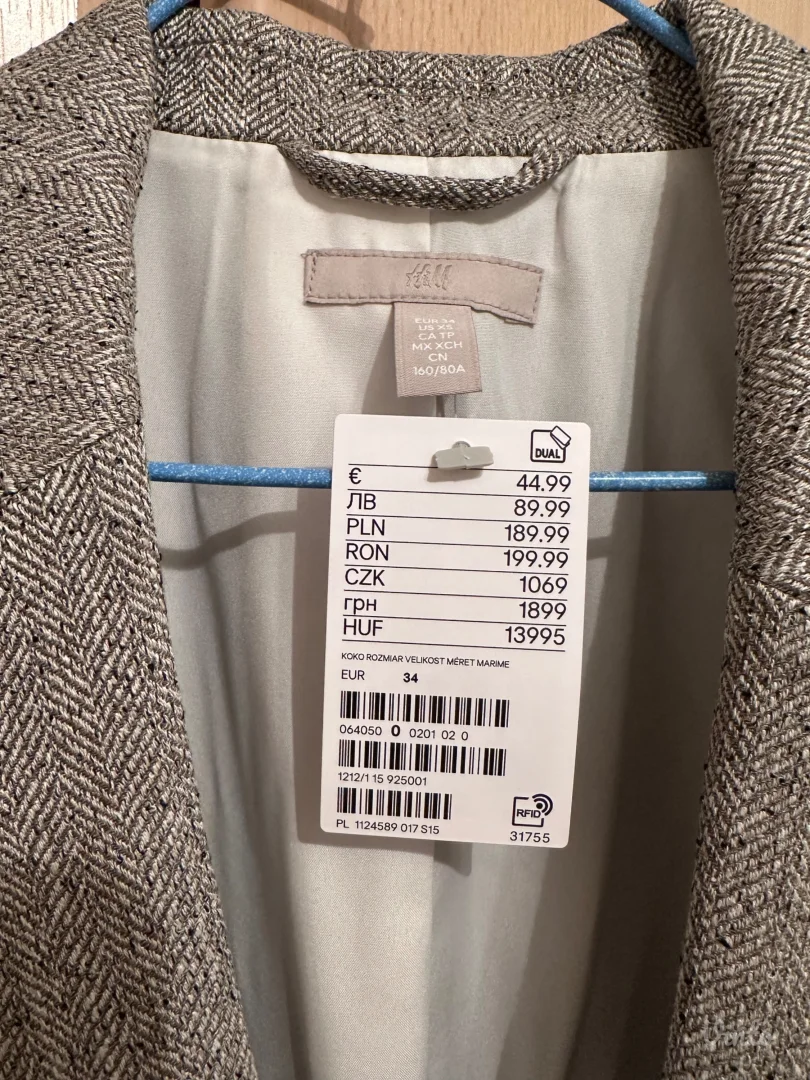 H&M
EUR 34
US XS
CA TP
MX XCH
CN
160/80A
DUAL
€ 44.99
ЛВ 89.99
PLN 189.99
RON 199.99
CZK 1069
грн 1899
HUF 13995
KOKO ROZMIAR VELIKOST MÉRET MARIME
EUR 34
064050 0 0201 02 0
1212/1 15 925001
RFID
PL 1124589 017 S15
31755